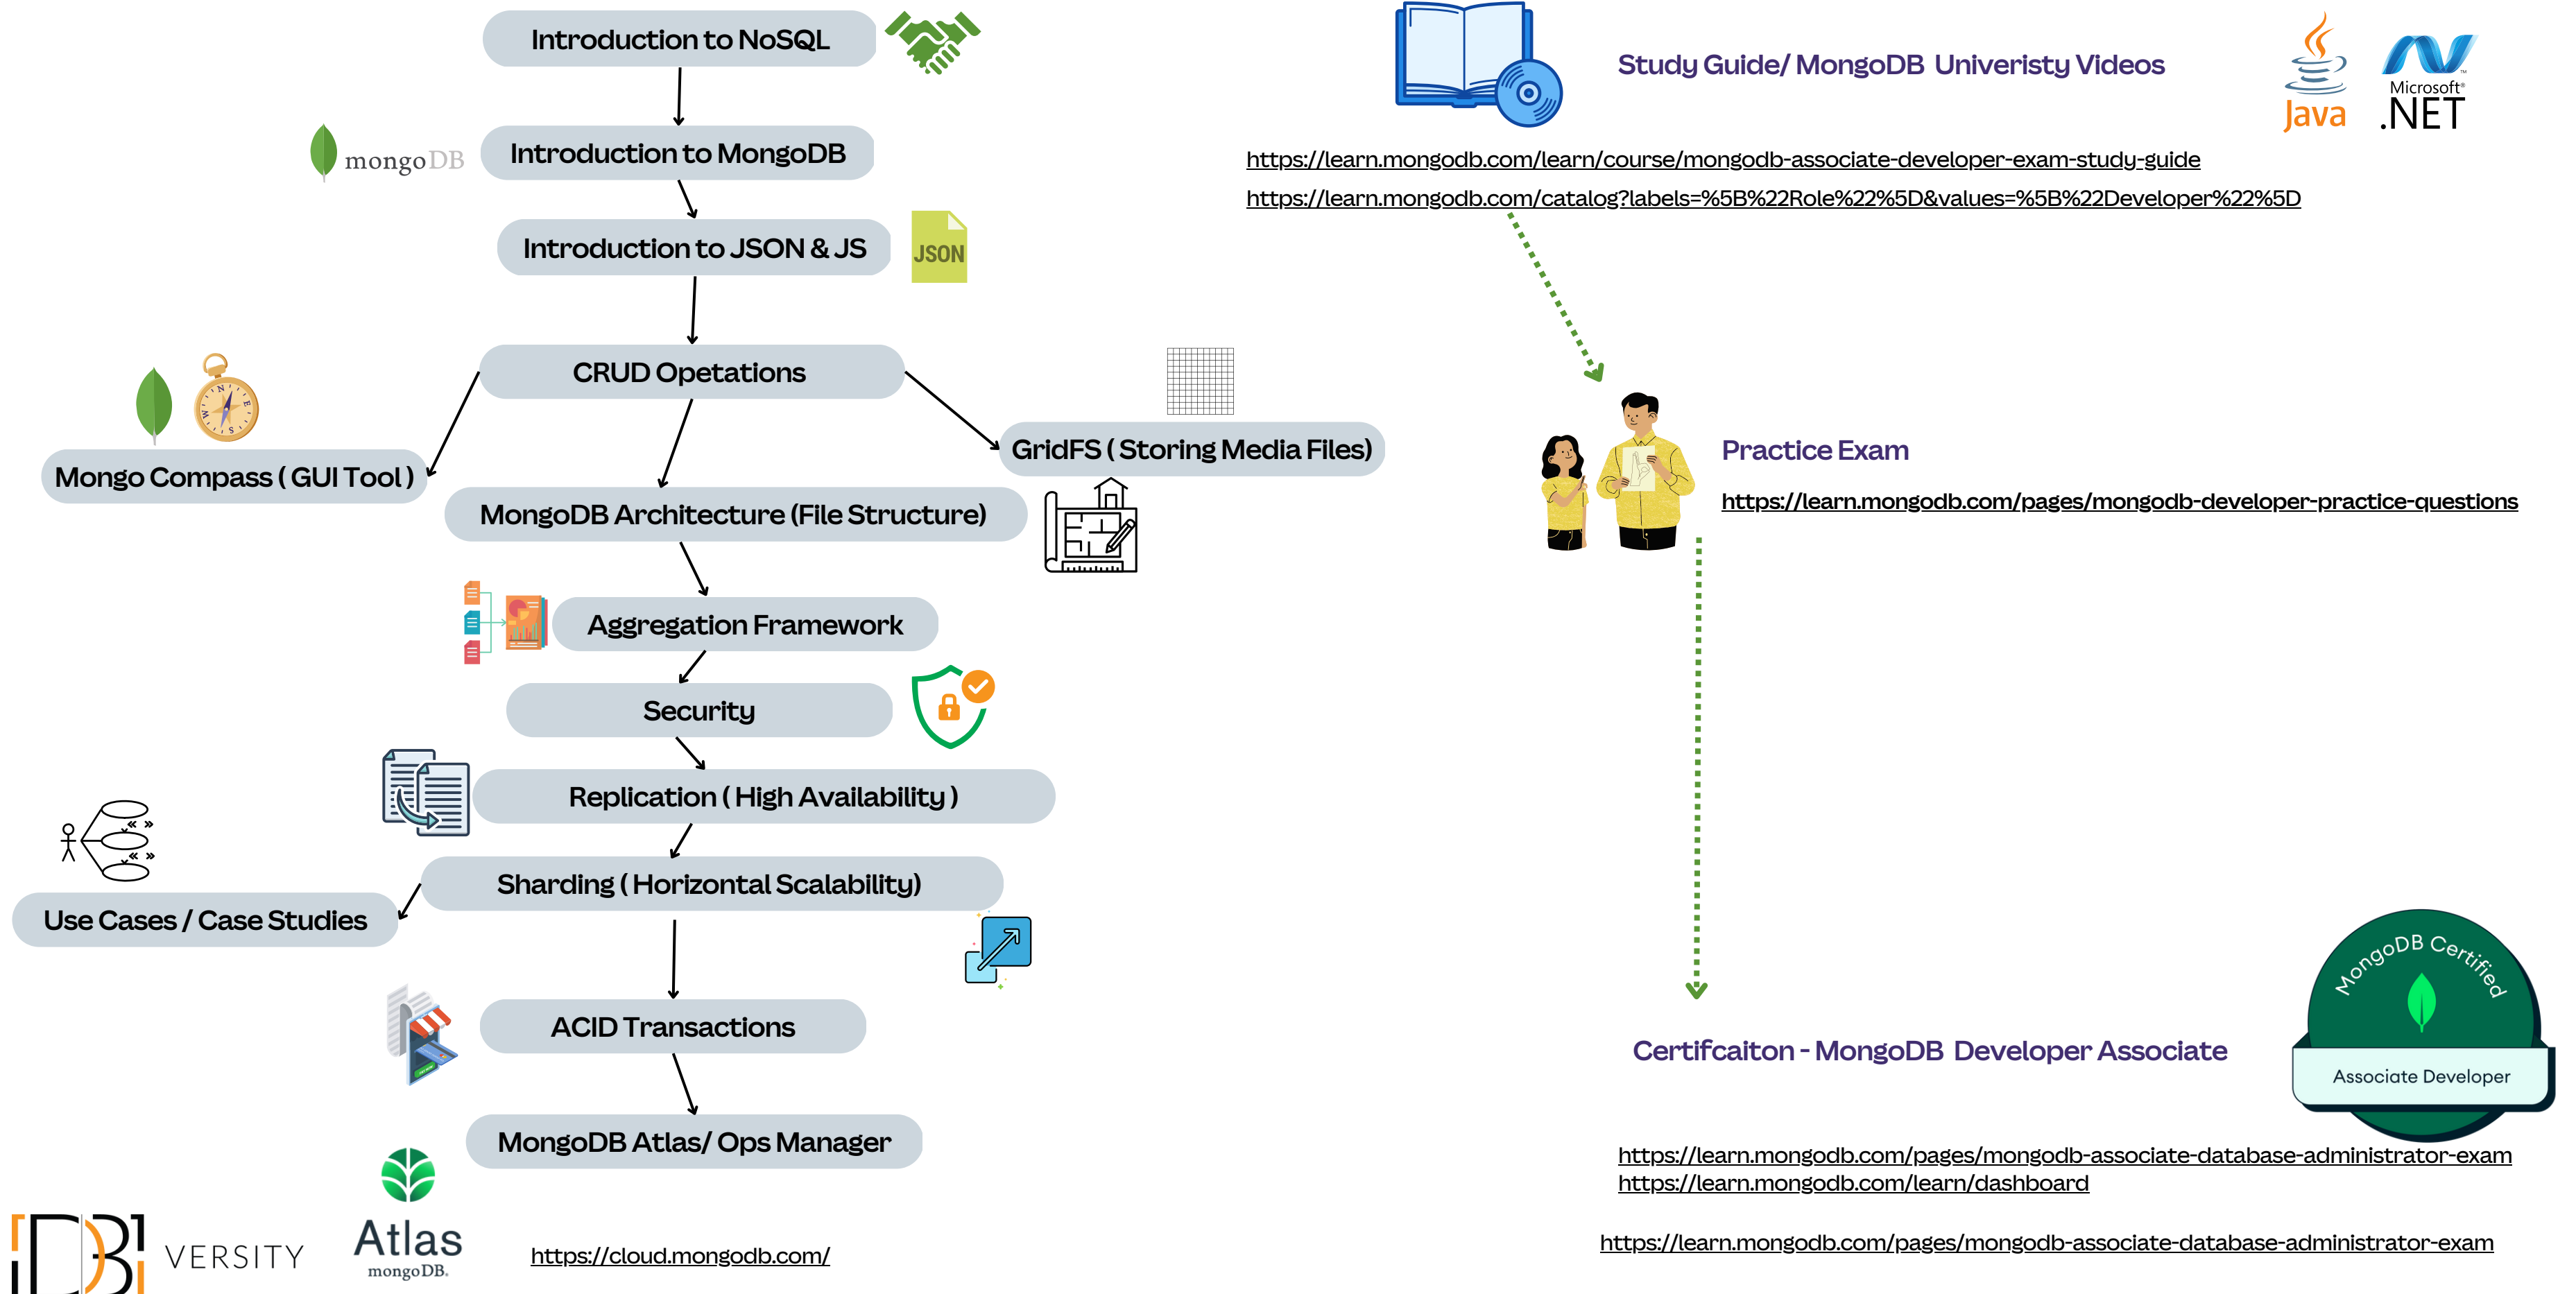 Introduction to NoSQL
mongoDB
Introduction to MongoDB
Introduction to JSON & JS
JSON
CRUD Opetations
N
E
S
W
Mongo Compass ( GUI Tool )
GridFS ( Storing Media Files)
MongoDB Architecture (File Structure)
Aggregation Framework
Security
Replication ( High Availability )
« »
« »
Sharding ( Horizontal Scalability)
Use Cases / Case Studies
ACID Transactions
MongoDB Atlas/ Ops Manager
[DB] VERSITY
Atlas
mongoDB.
https://cloud.mongodb.com/
Study Guide/ MongoDB Univeristy Videos
Java
Microsoft®
.NET
™
https://learn.mongodb.com/learn/course/mongodb-associate-developer-exam-study-guide
https://learn.mongodb.com/catalog?labels=%5B%22Role%22%5D&values=%5B%22Developer%22%5D
Practice Exam
https://learn.mongodb.com/pages/mongodb-developer-practice-questions
MongoDB Certified
Associate Developer
Certifcaiton - MongoDB Developer Associate
https://learn.mongodb.com/pages/mongodb-associate-database-administrator-exam
https://learn.mongodb.com/learn/dashboard
https://learn.mongodb.com/pages/mongodb-associate-database-administrator-exam